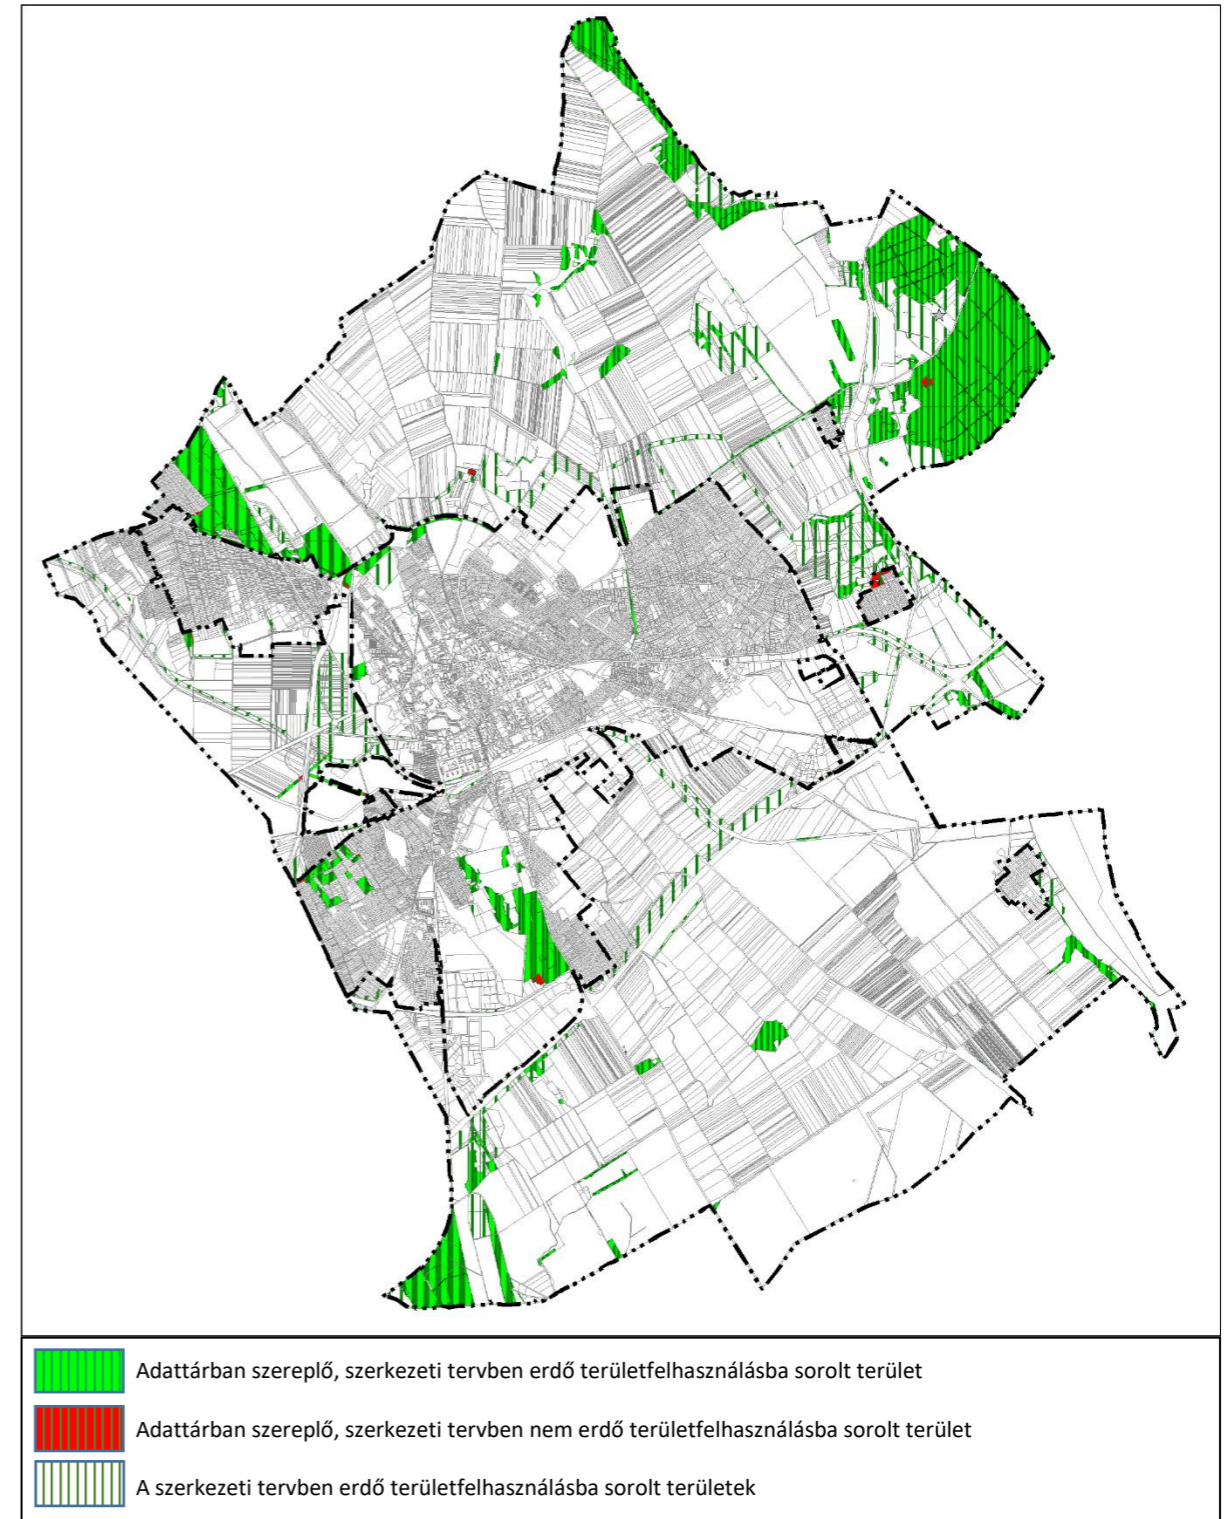 Adattárban szereplő, szerkezeti tervben erdő területfelhasználásba sorolt terület
Adattárban szereplő, szerkezeti tervben nem erdő területfelhasználásba sorolt terület
A szerkezeti tervben erdő területfelhasználásba sorolt területek